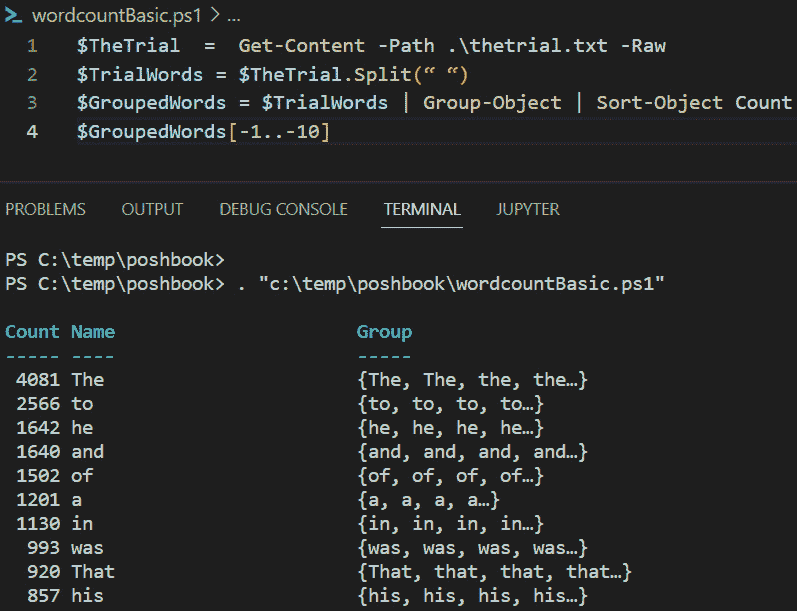 wordcountBasic.ps1 > ...
1 $TheTrial = Get-Content -Path .\thetrial.txt -Raw
2 $TrialWords = $TheTrial.Split(“ “)
3 $GroupedWords = $TrialWords | Group-Object | Sort-Object Count
4 $GroupedWords[-1..-10]
PROBLEMS OUTPUT DEBUG CONSOLE TERMINAL JUPYTER
PS C:\temp\poshbook>
PS C:\temp\poshbook> . "c:\temp\poshbook\wordcountBasic.ps1"
Count Name Group
----- ---- -----
4081 The {The, The, the, the…}
2566 to {to, to, to, to…}
1642 he {he, he, he, he…}
1640 and {and, and, and, and…}
1502 of {of, of, of, of…}
1201 a {a, a, a, a…}
1130 in {in, in, in, in…}
993 was {was, was, was, was…}
920 That {That, that, that, that…}
857 his {his, his, his, his…}